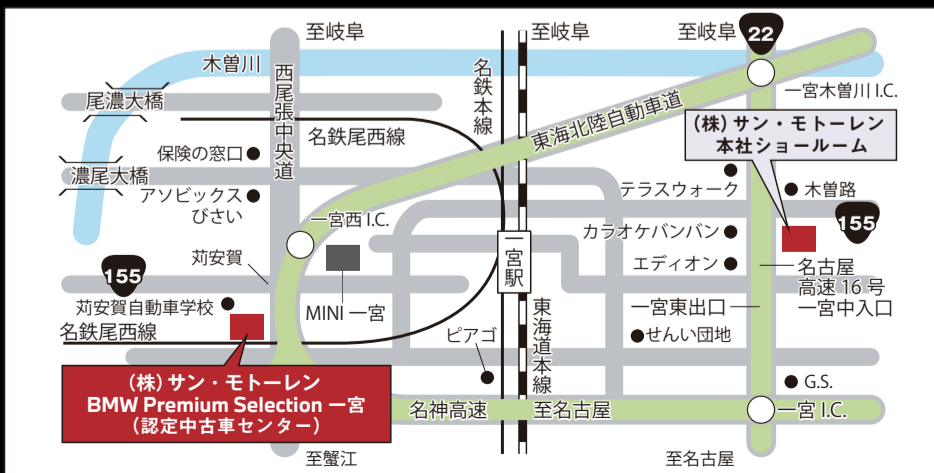 至岐阜
至岐阜
至岐阜
22
木曽川
西尾張中央道
名鉄本線
一宮木曽川 I.C.
尾濃大橋
名鉄尾西線
東海北陸自動車道
(株) サン・モトーレン
本社ショールーム
保険の窓口
濃尾大橋
アソビックス
びさい
テラスウォーク
木曽路
一宮西 I.C.
カラオケバンバン
155
苅安賀
一宮駅
エディオン
名古屋
高速 16 号
一宮中入口
155
MINI 一宮
苅安賀自動車学校
東海道本線
一宮東出口
名鉄尾西線
ピアゴ
せんい団地
(株) サン・モトーレン
BMW Premium Selection 一宮
(認定中古車センター)
G.S.
名神高速
至名古屋
一宮 I.C.
至蟹江
至名古屋